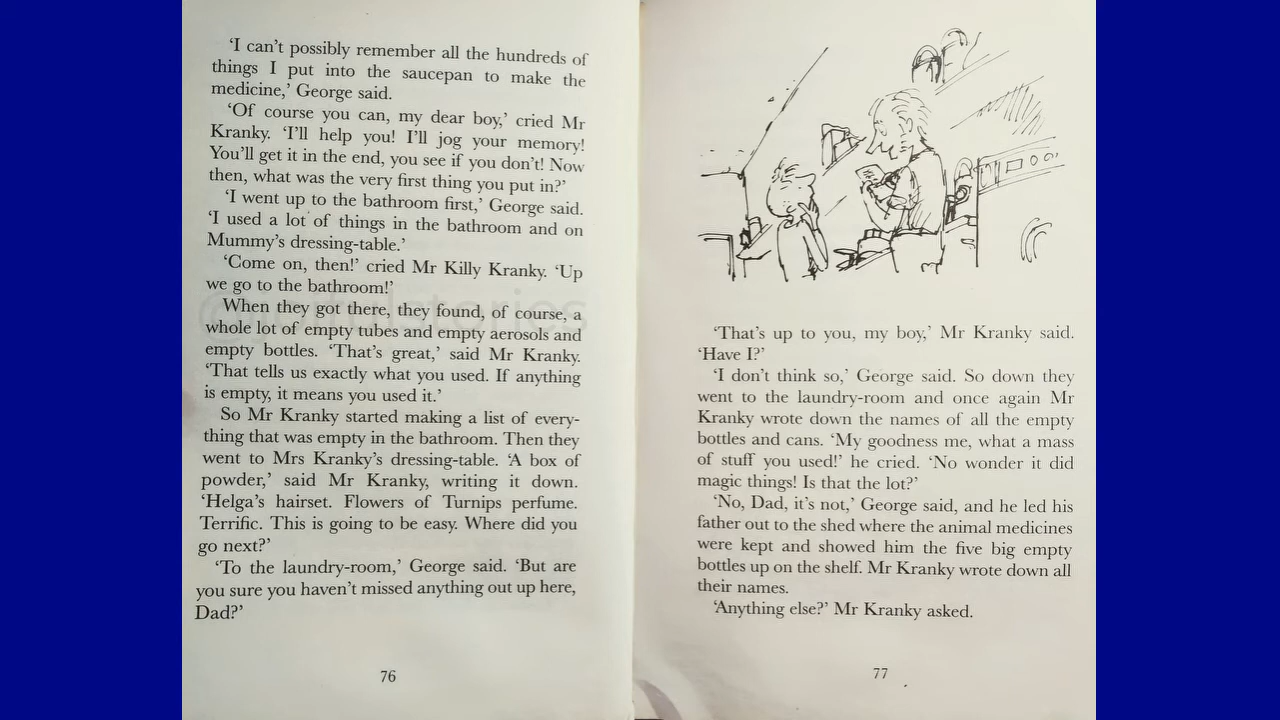 ‘I can’t possibly remember all the hundreds of
things I put into the saucepan to make the
medicine,’ George said.
‘Of course you can, my dear boy,’ cried Mr
Kranky. ‘I’ll help you! I’ll jog your memory!
You’ll get it in the end, you see if you don’t! Now
then, what was the very first thing you put in?’
‘I went up to the bathroom first,’ George said.
‘I used a lot of things in the bathroom and on
Mummy’s dressing-table.’
‘Come on, then!’ cried Mr Killy Kranky. ‘Up
we go to the bathroom!’
When they got there, they found, of course, a
whole lot of empty tubes and empty aerosols and
empty bottles. ‘That’s great,’ said Mr Kranky.
‘That tells us exactly what you used. If anything
is empty, it means you used it.’
So Mr Kranky started making a list of every-
thing that was empty in the bathroom. Then they
went to Mrs Kranky’s dressing-table. ‘A box of
powder,’ said Mr Kranky, writing it down.
‘Helga’s hairset. Flowers of Turnips perfume.
Terrific. This is going to be easy. Where did you
go next?’
‘To the laundry-room,’ George said. ‘But are
you sure you haven’t missed anything out up here,
Dad?’
76
‘That’s up to you, my boy,’ Mr Kranky said.
‘Have I?’
‘I don’t think so,’ George said. So down they
went to the laundry-room and once again Mr
Kranky wrote down the names of all the empty
bottles and cans. ‘My goodness me, what a mass
of stuff you used!’ he cried. ‘No wonder it did
magic things! Is that the lot?’
‘No, Dad, it’s not,’ George said, and he led his
father out to the shed where the animal medicines
were kept and showed him the five big empty
bottles up on the shelf. Mr Kranky wrote down all
their names.
‘Anything else?’ Mr Kranky asked.
77